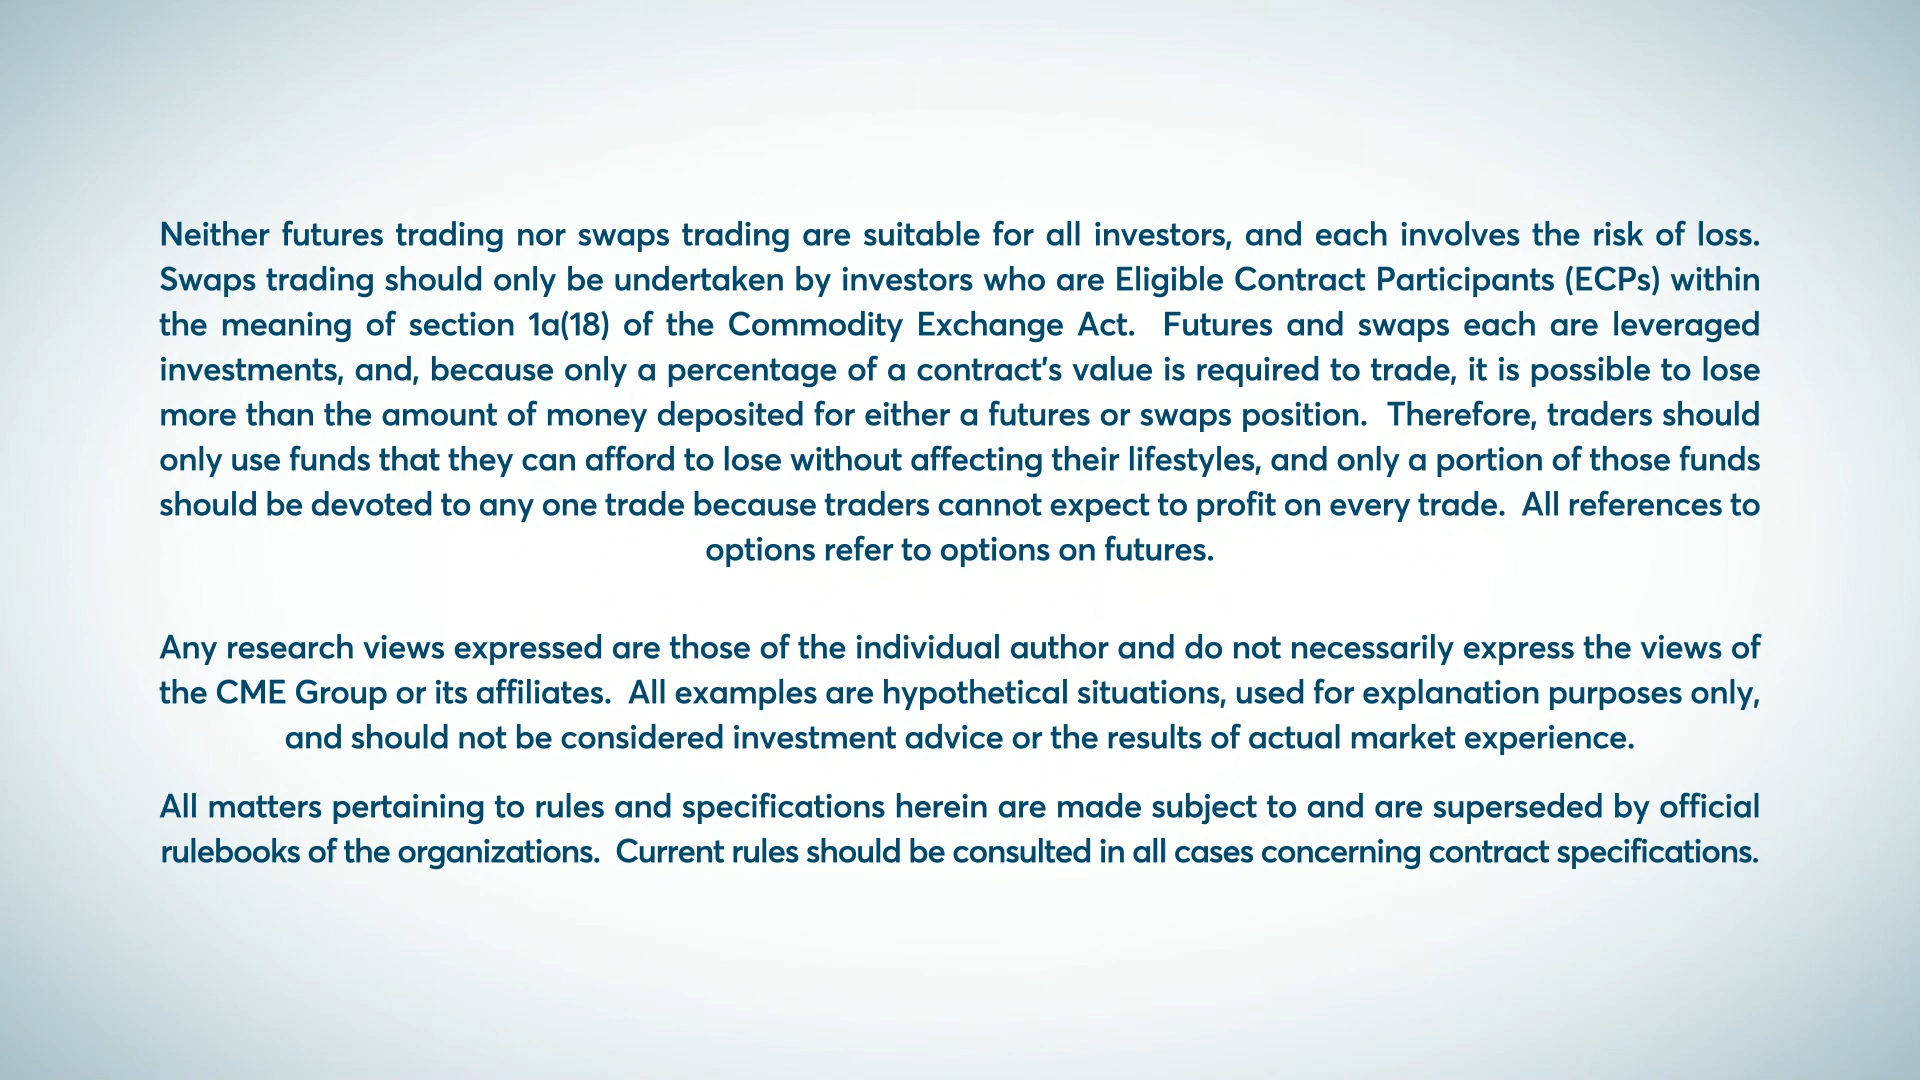 Neither futures trading nor swaps trading are suitable for all investors, and each involves the risk of loss.
Swaps trading should only be undertaken by investors who are Eligible Contract Participants (ECPs) within
the meaning of section 1a(18) of the Commodity Exchange Act.  Futures and swaps each are leveraged
investments, and, because only a percentage of a contract's value is required to trade, it is possible to lose
more than the amount of money deposited for either a futures or swaps position.  Therefore, traders should
only use funds that they can afford to lose without affecting their lifestyles, and only a portion of those funds
should be devoted to any one trade because traders cannot expect to profit on every trade.  All references to
options refer to options on futures.
Any research views expressed are those of the individual author and do not necessarily express the views of
the CME Group or its affiliates.  All examples are hypothetical situations, used for explanation purposes only,
and should not be considered investment advice or the results of actual market experience.
All matters pertaining to rules and specifications herein are made subject to and are superseded by official
rulebooks of the organizations.  Current rules should be consulted in all cases concerning contract specifications.